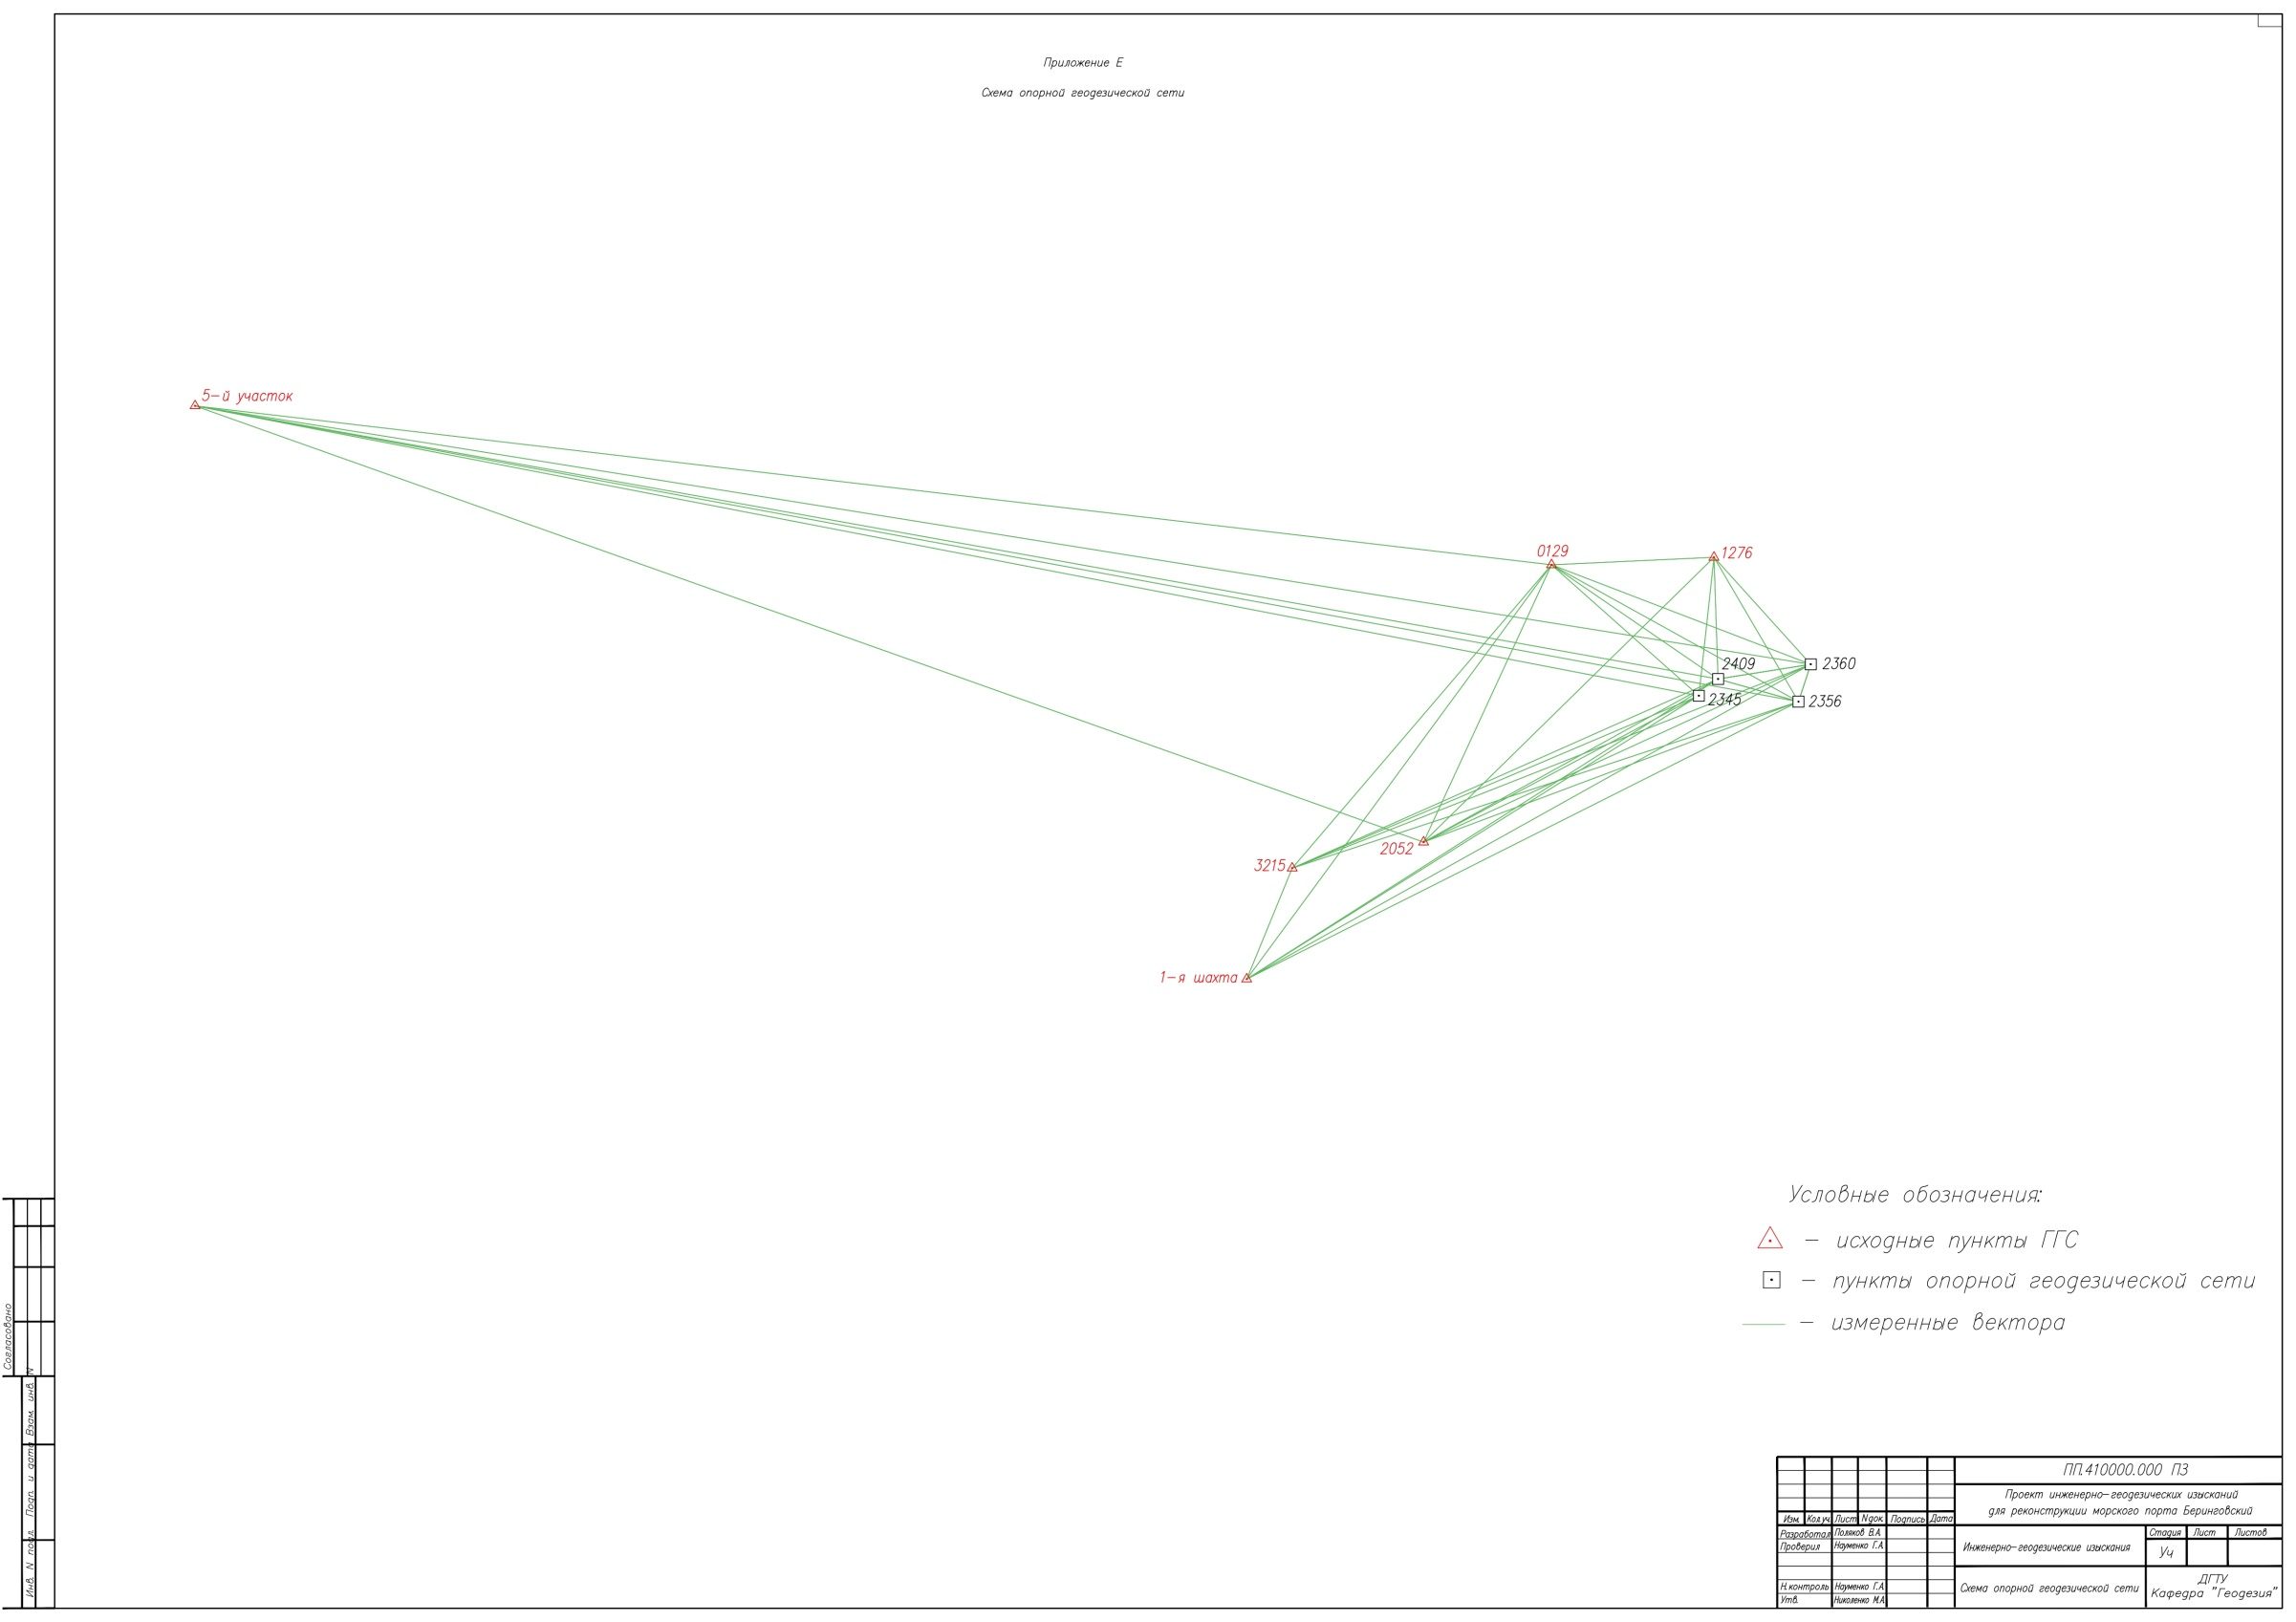 Приложение Е
Схема опорной геодезической сети
5-й участок
0129
1276
2409
2360
2345
2356
2052
3215
1-я шахта
Условные обозначения:
– исходные пункты ГГС
– пункты опорной геодезической сети
– измеренные вектора
Согласовано
Взам. инв. N
Подп. и дата
Инв. N подл.
ПП.410000.000 ПЗ
Проект инженерно-геодезических изысканий
для реконструкции морского порта Беринговский
Изм. Кол.уч Лист Nдок. Подпись Дата
Разработал Поляков В.А.
Проверил Науменко Г.А.
Инженерно-геодезические изыскания
Стадия Лист Листов
Уч
Н.контроль Науменко Г.А.
Утв. Николенко М.А.
Схема опорной геодезической сети
ДГТУ
Кафедра "Геодезия"